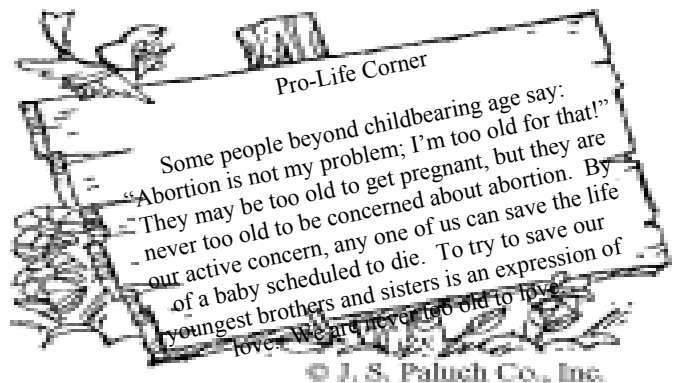 Pro-Life Corner
Some people beyond childbearing age say:
“Abortion is not my problem; I’m too old for that!”
They may be too old to get pregnant, but they are
never too old to be concerned about abortion. By
our active concern, any one of us can save the life
of a baby scheduled to die. To try to save our
youngest brothers and sisters is an expression of
love. We are never too old to love.
© J. S. Paluch Co., Inc.